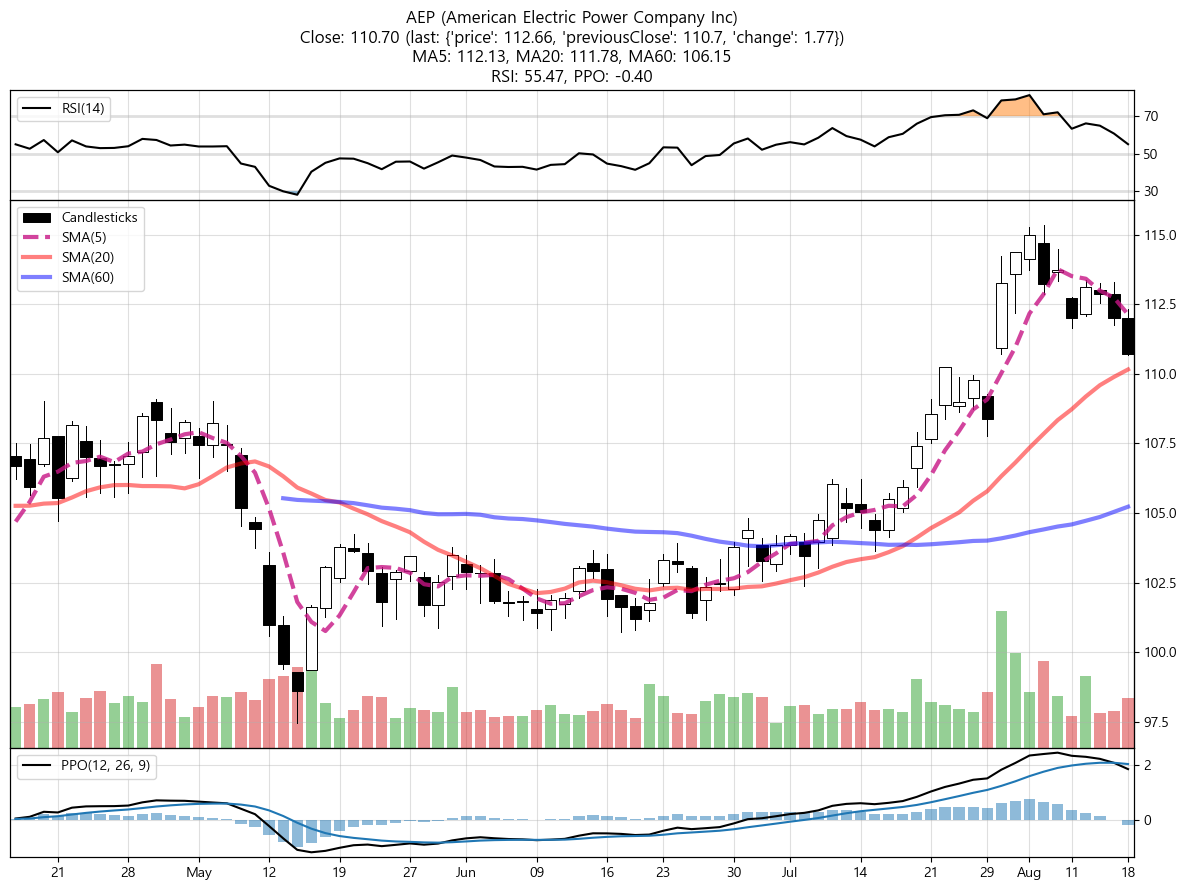 AEP (American Electric Power Company Inc)
Close: 110.70 (last: {'price': 112.66, 'previousClose': 110.7, 'change': 1.77})
MA5: 112.13, MA20: 111.78, MA60: 106.15
RSI: 55.47, PPO: -0.40
RSI(14)
70
50
30
Candlesticks
SMA(5)
SMA(20)
SMA(60)
115.0
112.5
110.0
107.5
105.0
102.5
100.0
97.5
PPO(12, 26, 9)
2
0
21 28 May 12 19 27 Jun 09 16 23 30 Jul 14 21 29 Aug 11 18